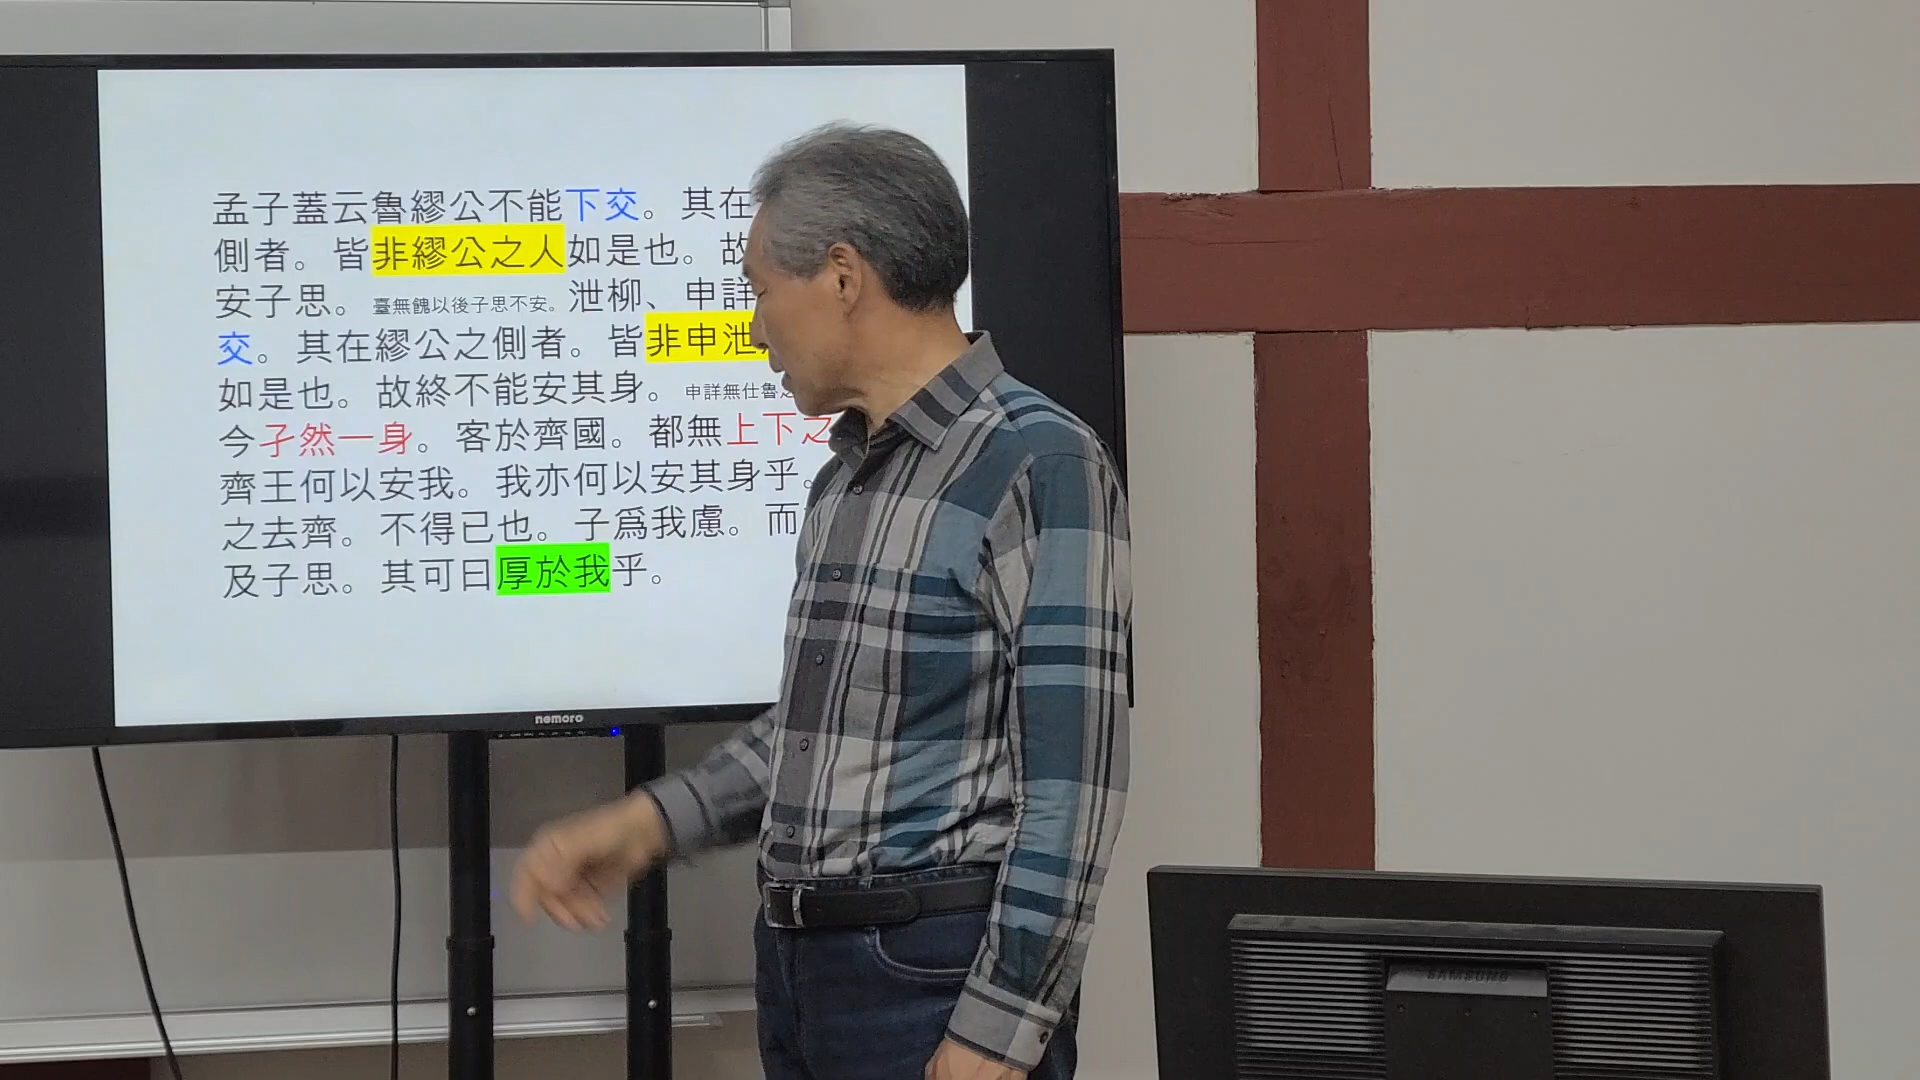 孟子蓋云魯繆公不能下交。其在
側者。皆非繆公之人如是也。故
安子思。臺無餽以後子思不安。泄柳、申詳
交。其在繆公之側者。皆非申泄
如是也。故終不能安其身。申詳無仕魯之
今孑然一身。客於齊國。都無上下之
齊王何以安我。我亦何以安其身乎。
之去齊。不得已也。子爲我慮。而
及子思。其可曰厚於我乎。
nemoro
SAMSUNG